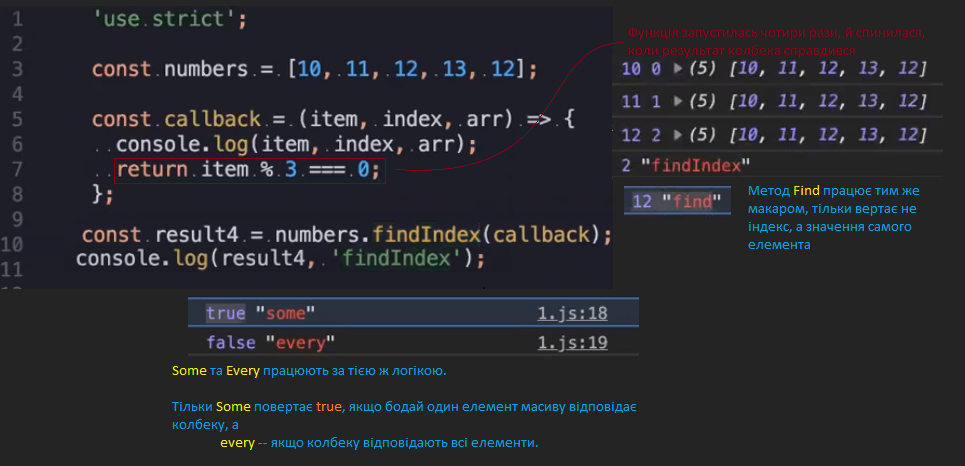 1 'use strict';
2
3 const numbers = [10, 11, 12, 13, 12];
4
5 const callback = (item, index, arr) => {
6 console.log(item, index, arr);
7 return item % 3 === 0;
8 };
9
10 const result4 = numbers.findIndex(callback);
11 console.log(result4, 'findIndex');
Функція запустилась чотири рази, й спинилася,
коли результат колбека справдився
10 0 ▶ (5) [10, 11, 12, 13, 12]
11 1 ▶ (5) [10, 11, 12, 13, 12]
12 2 ▶ (5) [10, 11, 12, 13, 12]
2 "findIndex"
12 "find"
Метод Find працює тим же
макаром, тільки вертає не
індекс, а значення самого
елемента
true "some" 1.js:18
false "every" 1.js:19
Some та Every працюють за тією ж логікою.
Тільки Some повертає true, якщо бодай один елемент масиву відповідає
колбеку, а
every -- якщо колбеку відповідають всі елементи.